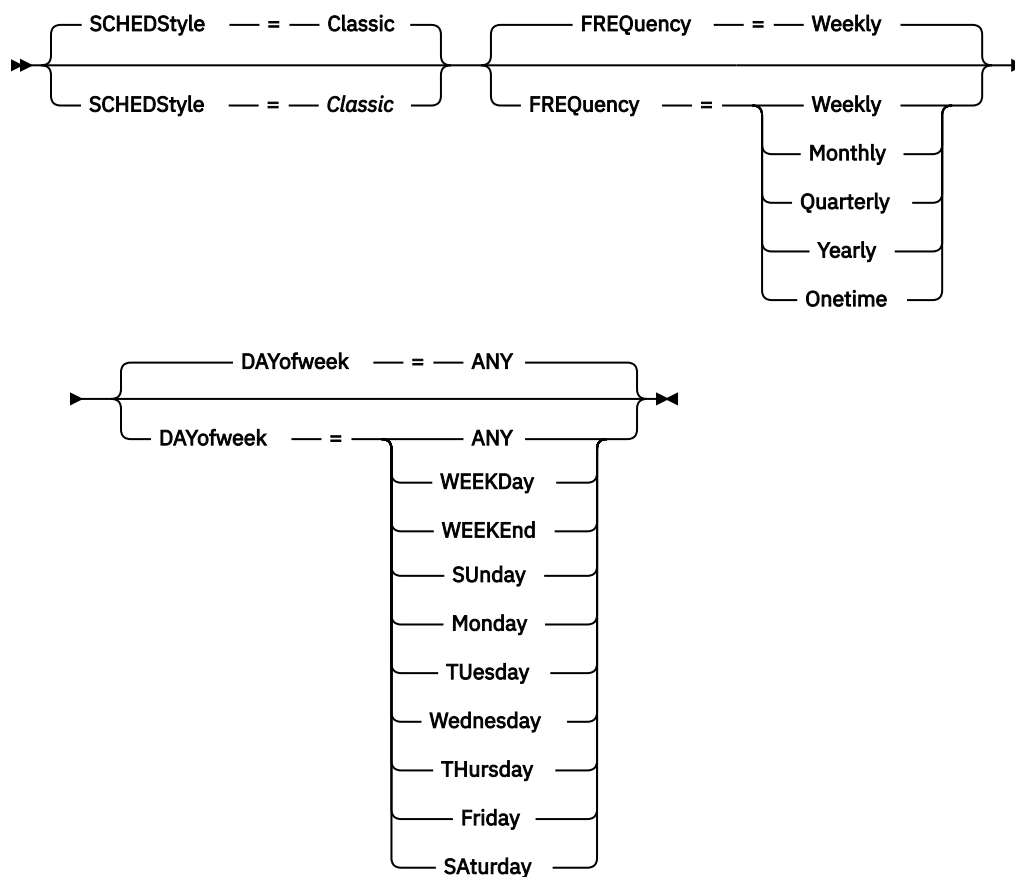 SCHEDStyle = Classic FREQuency = Weekly
SCHEDStyle = Classic FREQuency = Weekly
Monthly
Quarterly
Yearly
Onetime
DAYofweek = ANY
DAYofweek = ANY
WEEKDay
WEEKEnd
SUnday
Monday
TUesday
Wednesday
THursday
Friday
SAturday